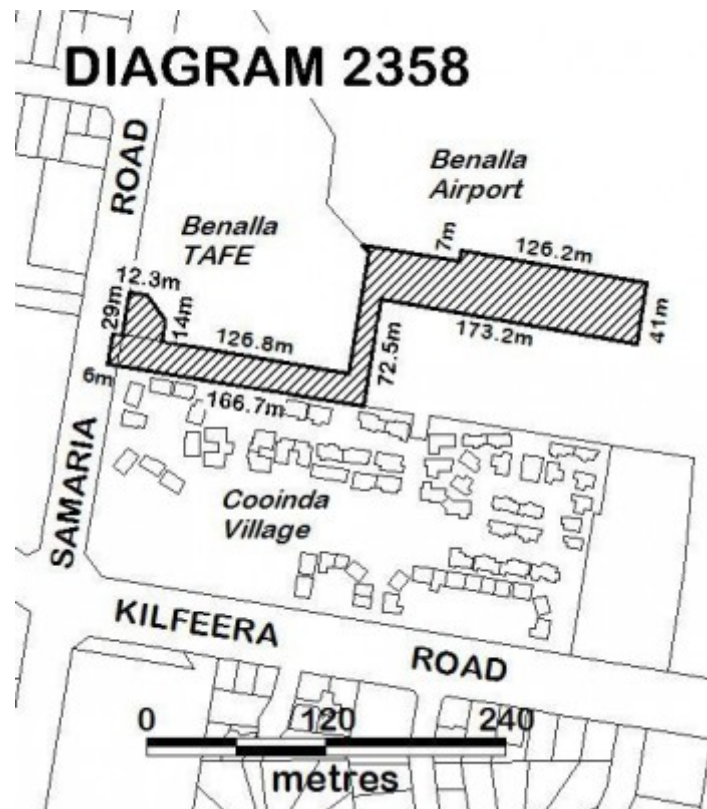 DIAGRAM 2358
ROAD
Benalla
Airport
Benalla
TAFE
7m
126.2m
12.3m
29m
14m
41m
126.8m
173.2m
72.5m
6m
166.7m
SAMARIA
Cooinda
Village
KILFEERA
ROAD
0 120 240
metres